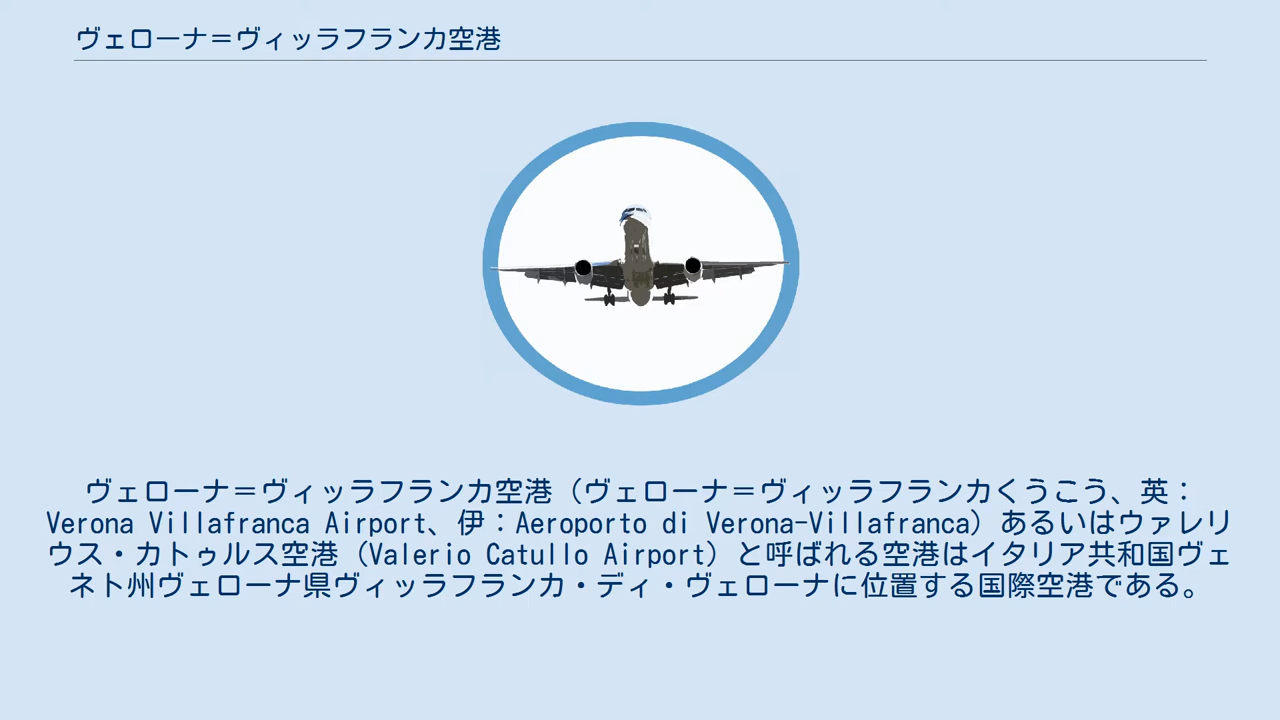 ヴェローナ＝ヴィッラフランカ空港
ヴェローナ＝ヴィッラフランカ空港（ヴェローナ＝ヴィッラフランカくうこう、英：
Verona Villafranca Airport、伊：Aeroporto di Verona-Villafranca）あるいはウァレリ
ウス・カトゥルス空港（Valerio Catullo Airport）と呼ばれる空港はイタリア共和国ヴェ
ネト州ヴェローナ県ヴィッラフランカ・ディ・ヴェローナに位置する国際空港である。